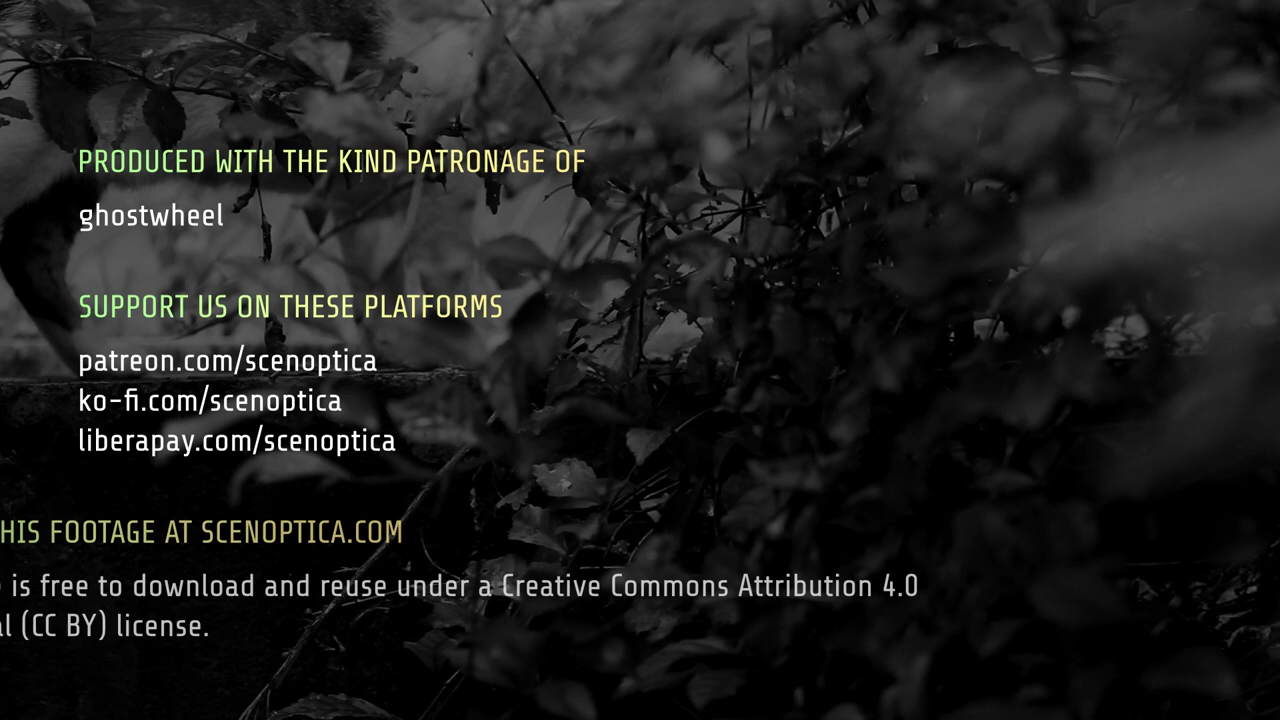 PRODUCED WITH THE KIND PATRONAGE OF
ghostwheel
SUPPORT US ON THESE PLATFORMS
patreon.com/scenoptica
ko-fi.com/scenoptica
liberapay.com/scenoptica
HIS FOOTAGE AT SCENOPTICA.COM
is free to download and reuse under a Creative Commons Attribution 4.0
al (CC BY) license.